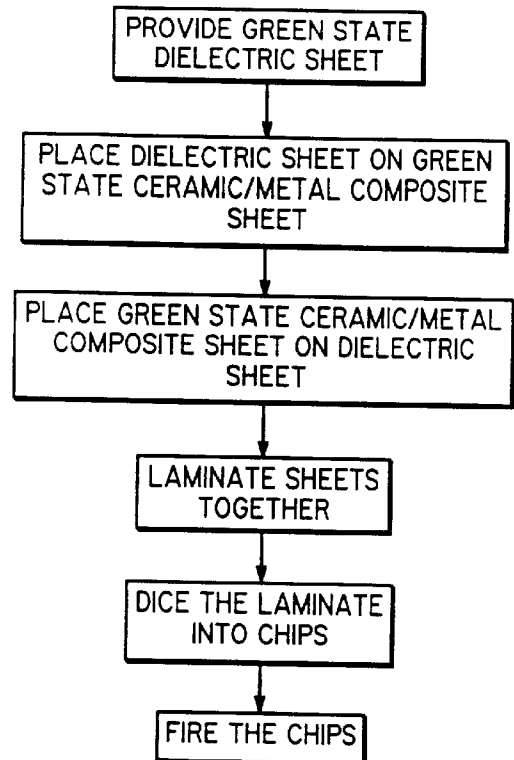 PROVIDE GREEN STATE
DIELECTRIC SHEET
PLACE DIELECTRIC SHEET ON GREEN
STATE CERAMIC/METAL COMPOSITE
SHEET
PLACE GREEN STATE CERAMIC/METAL
COMPOSITE SHEET ON DIELECTRIC
SHEET
LAMINATE SHEETS
TOGETHER
DICE THE LAMINATE
INTO CHIPS
FIRE THE CHIPS